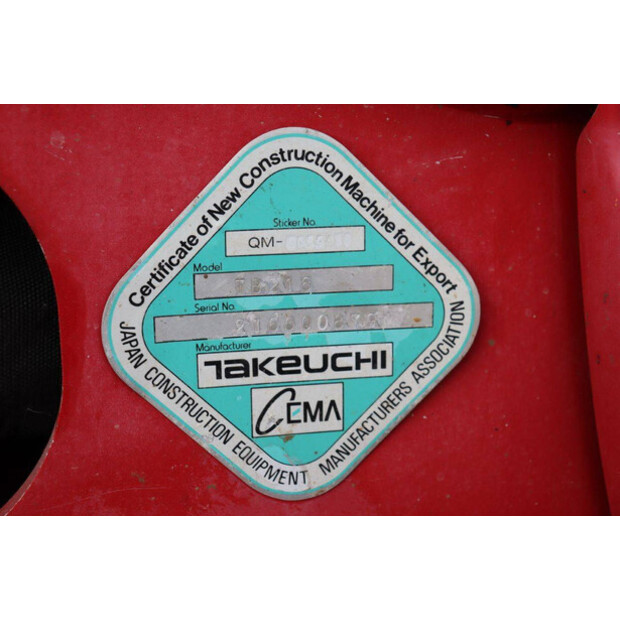 Certificate of New Construction Machine for Export
Sticker No.
QM-
Model
Serial No.
Manufacturer
TAKEUCHI
CEMA
JAPAN CONSTRUCTION EQUIPMENT MANUFACTURERS ASSOCIATION